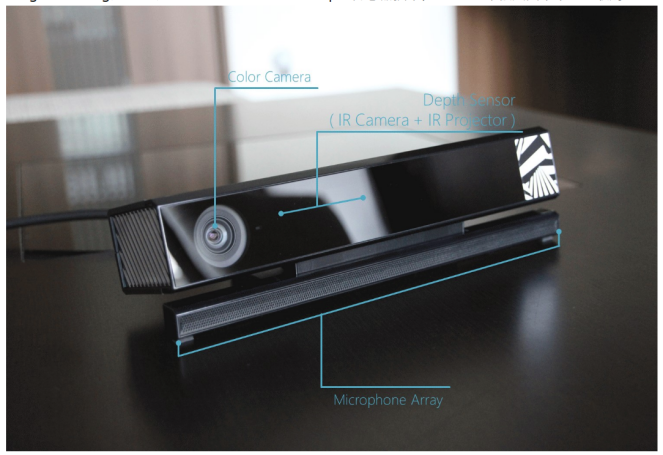 Color Camera
Depth Sensor
( IR Camera + IR Projector )
Microphone Array